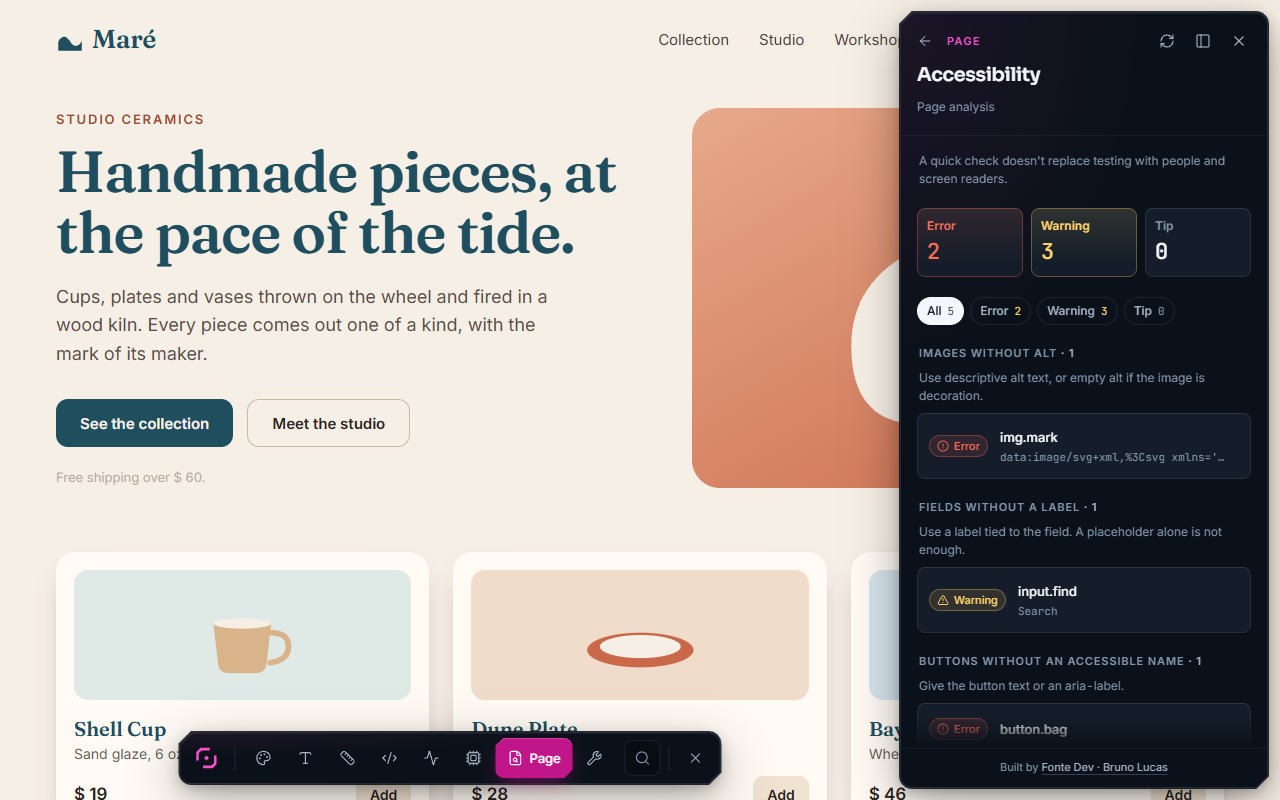 Maré
Collection
Studio
STUDIO CERAMICS
Handmade pieces, at
the pace of the tide.
Cups, plates and vases thrown on the wheel and fired in a
wood kiln. Every piece comes out one of a kind, with the
mark of its maker.
See the collection
Meet the studio
Free shipping over $ 60.
Shell Cup
Sand glaze, 6
$ 19
Add
Dune Plate
$ 28
Add
$ 46
Add
Page
PAGE
Accessibility
Page analysis
A quick check doesn't replace testing with people and
screen readers.
Error
2
Warning
3
Tip
0
All 5
Error 2
Warning 3
Tip 0
IMAGES WITHOUT ALT · 1
Use descriptive alt text, or empty alt if the image is
decoration.
Error
img.mark
data:image/svg+xml,%3Csvg xmlns='…
FIELDS WITHOUT A LABEL · 1
Use a label tied to the field. A placeholder alone is not
enough.
Warning
input.find
Search
BUTTONS WITHOUT AN ACCESSIBLE NAME · 1
Give the button text or an aria-label.
Error
button.bag
Built by Fonte Dev · Bruno Lucas